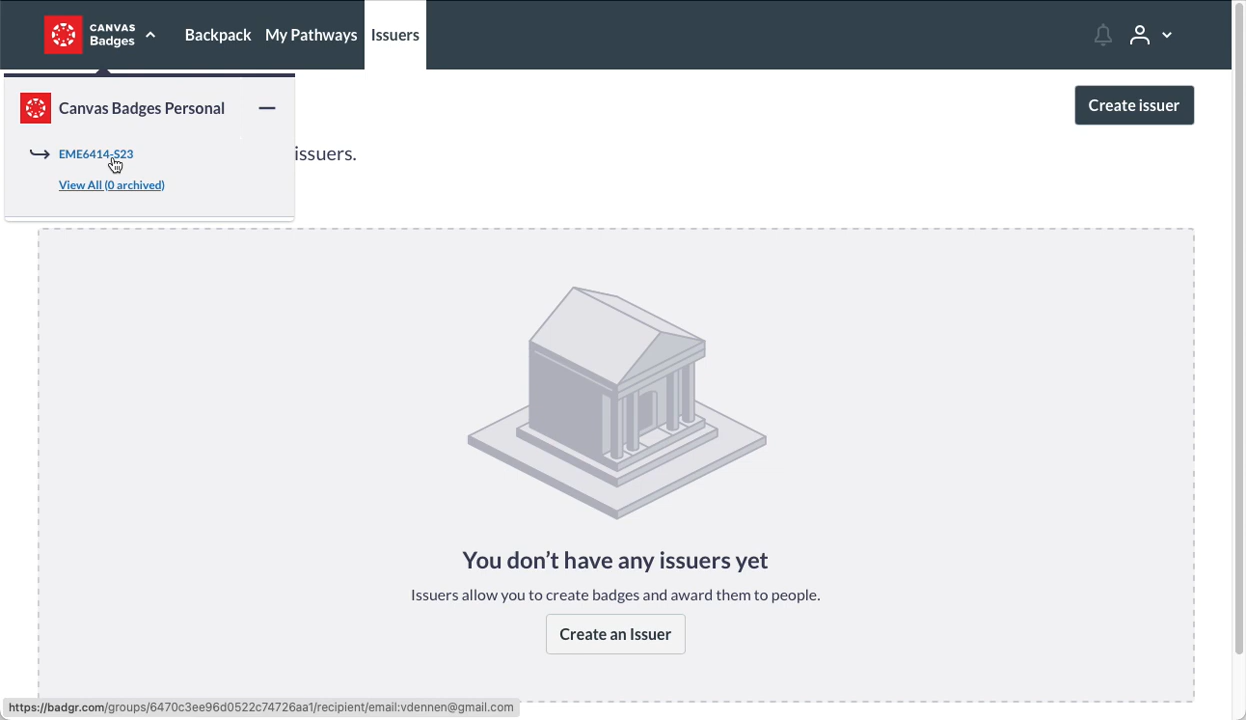 CANVAS
Badges
Backpack
My Pathways
Issuers
Canvas Badges Personal
EME6414-S23
View All (0 archived)
Create issuer
issuers.
You don’t have any issuers yet
Issuers allow you to create badges and award them to people.
Create an Issuer
https://badgr.com/groups/6470c3ee96d0522c74726aa1/recipient/email:vdennen@gmail.com